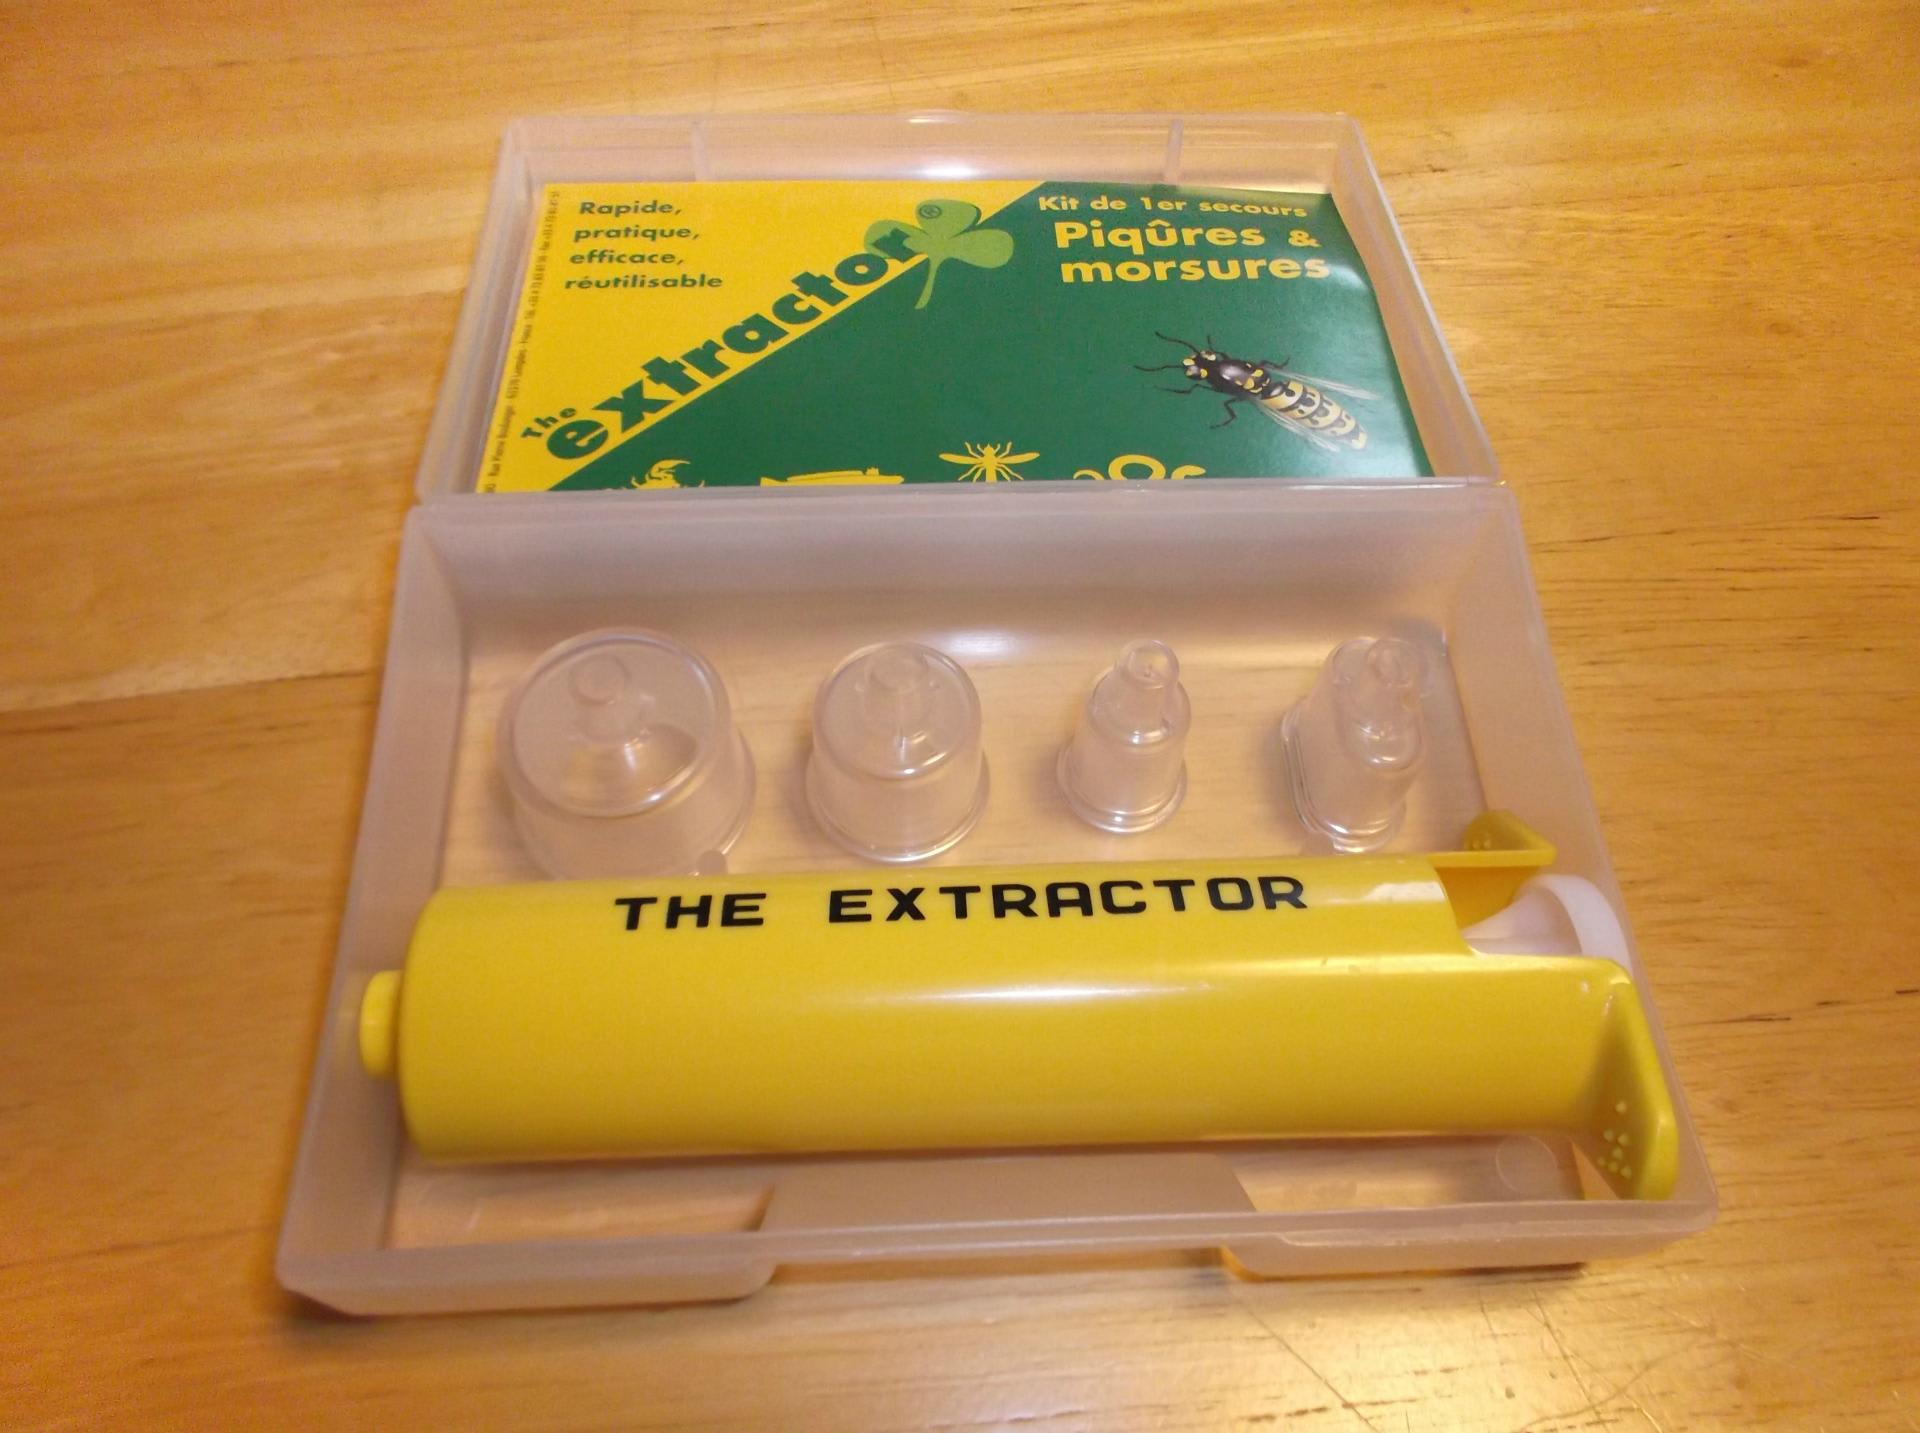 Rapide,
pratique,
efficace,
réutilisable
The extractor
®
Kit de 1er secours
Piqûres &
morsures
THE EXTRACTOR